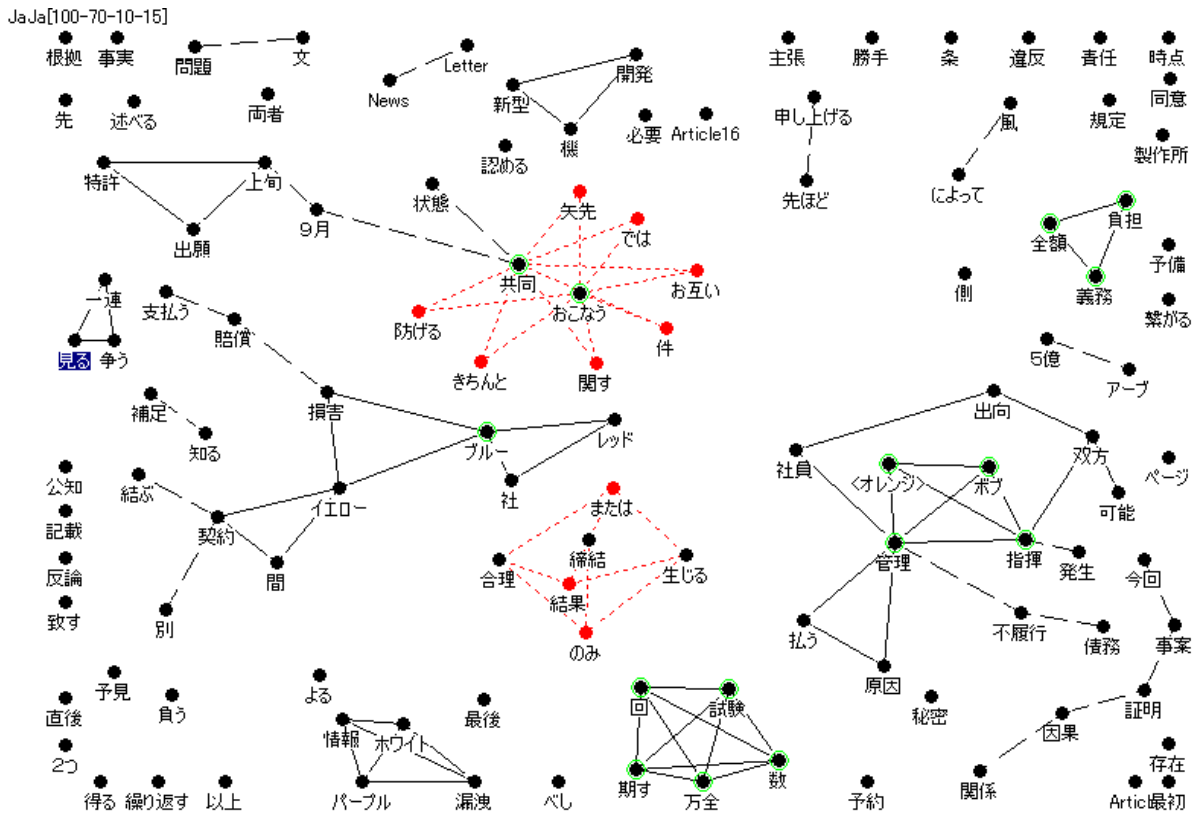 JaJa[100-70-10-15]
根拠
事実
問題
文
Letter
News
新型
開発
機
主張
勝手
条
違反
責任
時点
先
述べる
両者
認める
必要
Article16
申し上げる
先ほど
風
によって
規定
同意
製作所
特許
上旬
出願
9月
状態
矢先
では
共同
お互い
おこなう
防げる
件
きちんと
関す
全額
負担
義務
側
予備
繋がる
5億
アーブ
一連
見る
争う
支払う
賠償
補足
知る
損害
ブルー
レッド
社
出向
社員
双方
<オレンジ>
ボブ
ページ
可能
公知
結ぶ
イエロー
契約
間
記載
反論
致す
別
または
締結
合理
生じる
結果
のみ
管理
指揮
発生
今回
払う
不履行
債務
事案
原因
秘密
証明
因果
関係
予見
直後
負う
よる
最後
回
試験
2つ
情報
ホワイト
パープル
漏洩
期す
万全
数
存在
得る
繰り返す
以上
べし
予約
Articl
最初